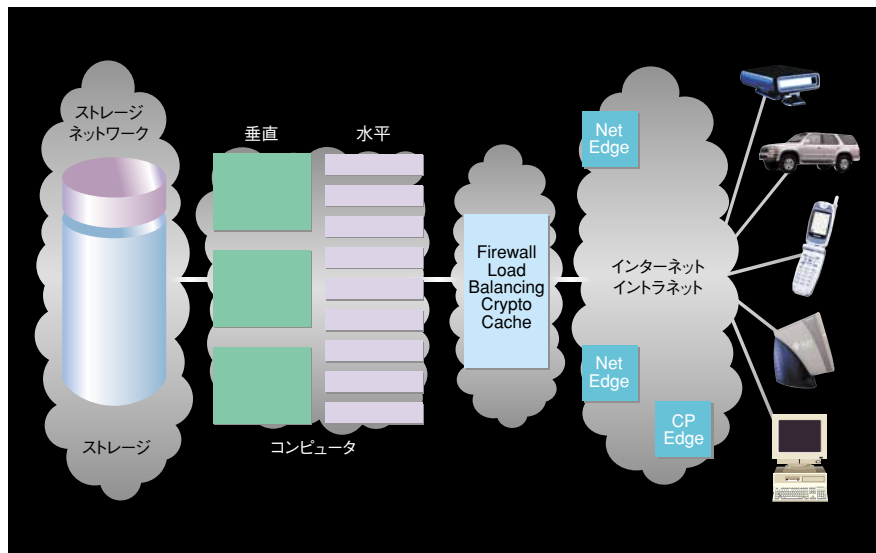 ストレージ
ネットワーク
ストレージ
垂直
水平
コンピュータ
Firewall
Load
Balancing
Crypto
Cache
Net
Edge
インターネット
イントラネット
Net
Edge
CP
Edge